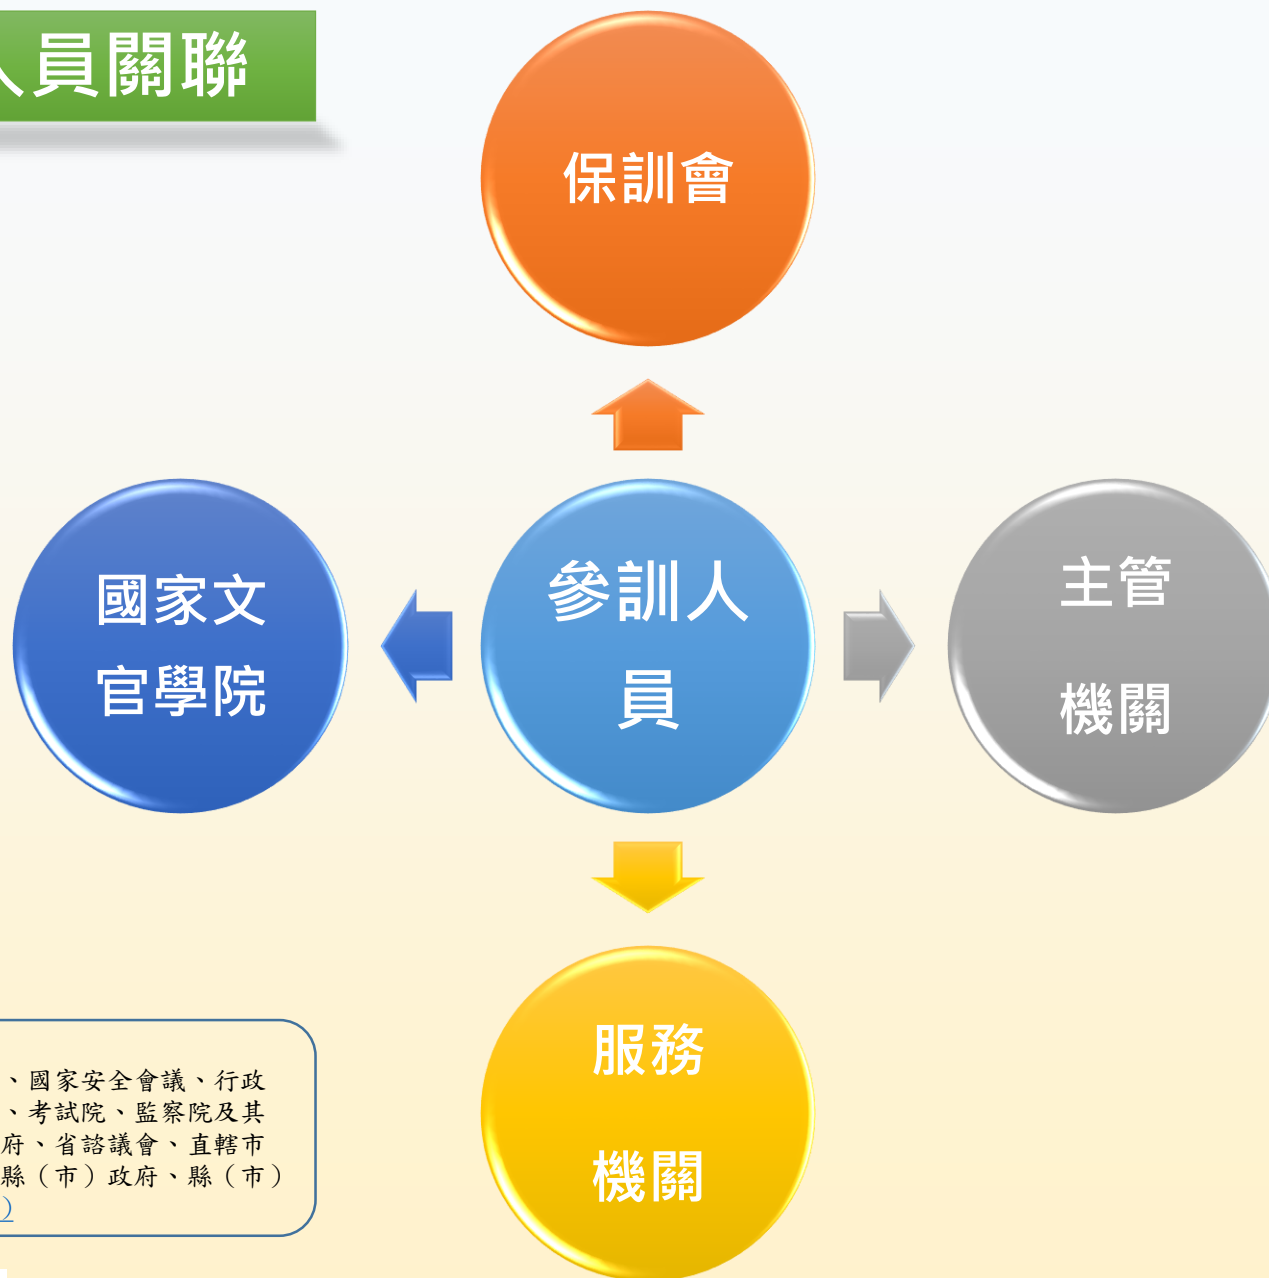 人員關聯
保訓會
國家文
官學院
參訓人
員
主管
機關
服務
機關
、國家安全會議、行政
、考試院、監察院及其
府、省諮議會、直轄市
縣（市）政府、縣（市）
)